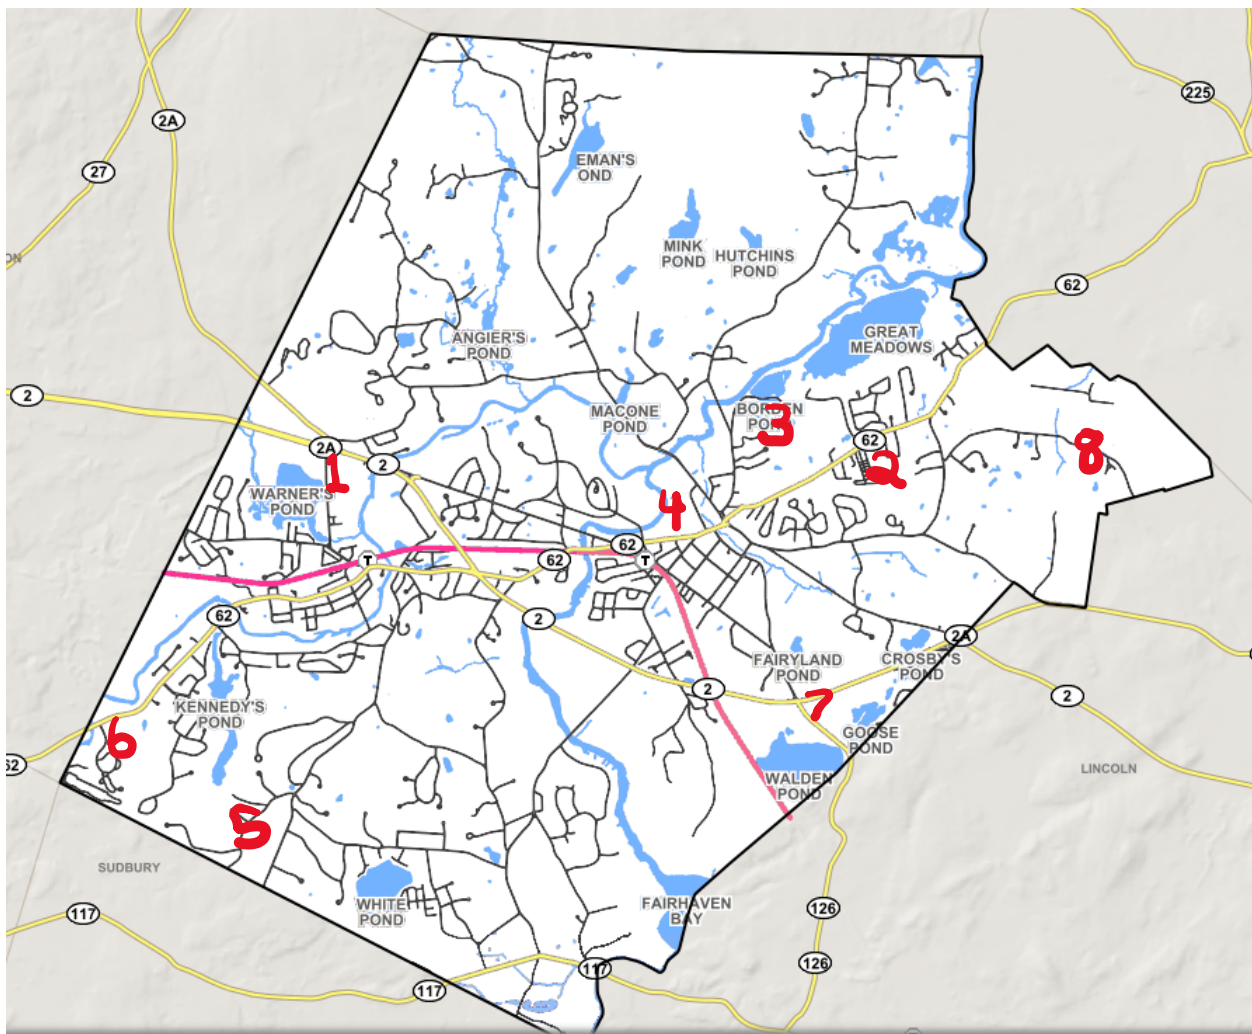 225
2A
27
EMAN'S
OND
MINK
POND
HUTCHINS
POND
ON
62
GREAT
MEADOWS
ANGIER'S
POND
2
MACONE
POND
BORDEN
POND
3
62
2A
2
1
2
8
WARNER'S
POND
4
T
62
62
T
62
2
2A
FAIRYLAND
POND
CROSBY'S
POND
2
2
7
KENNEDY'S
POND
6
GOOSE
POND
62
WALDEN
POND
LINCOLN
5
SUDBURY
WHITE
POND
FAIRHAVEN
BAY
117
126
117
126
117